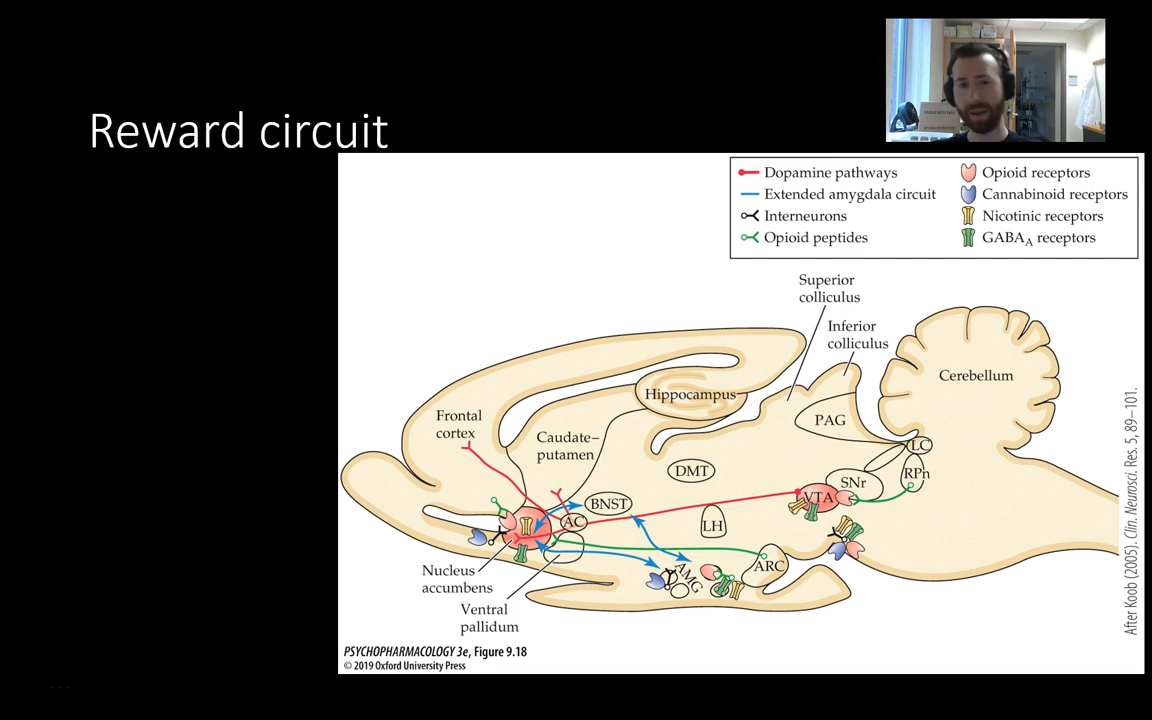 Reward circuit
Dopamine pathways
Extended amygdala circuit
Interneurons
Opioid peptides
Opioid receptors
Cannabinoid receptors
Nicotinic receptors
GABAA receptors
Superior
colliculus
Inferior
colliculus
Cerebellum
Hippocampus
Frontal
cortex
Caudate–
putamen
PAG
LC
RPn
DMT
SNr
VTA
BNST
AC
LH
ARC
AMG
Nucleus
accumbens
Ventral
pallidum
After Koob (2005). Clin. Neurosci. Res. 5, 89–101.
PSYCHOPHARMACOLOGY 3e, Figure 9.18
© 2019 Oxford University Press